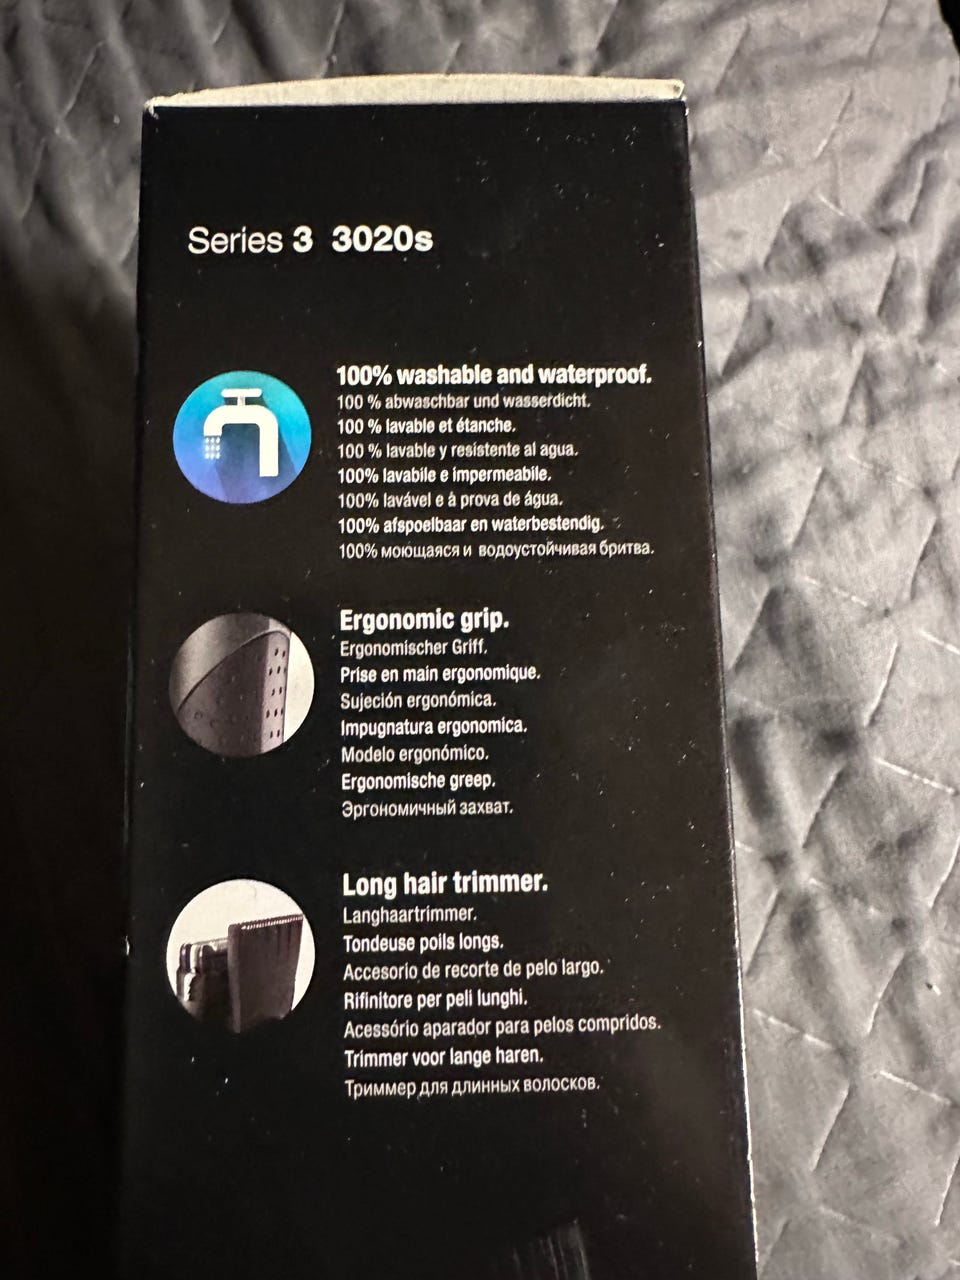 Series 3 3020s
100% washable and waterproof.
100 % abwaschbar und wasserdicht.
100 % lavable et étanche.
100 % lavable y resistente al agua.
100% lavabile e impermeabile.
100% lavável e à prova de água.
100% afspoelbaar en waterbestendig.
100% моющаяся и водоустойчивая бритва.
Ergonomic grip.
Ergonomischer Griff.
Prise en main ergonomique.
Sujeción ergonómica.
Impugnatura ergonomica.
Modelo ergonómico.
Ergonomische greep.
Эргономичный захват.
Long hair trimmer.
Langhaartrimmer.
Tondeuse poils longs.
Accesorio de recorte de pelo largo.
Rifinitore per peli lunghi.
Acessório aparador para pelos compridos.
Trimmer voor lange haren.
Триммер для длинных волосков.